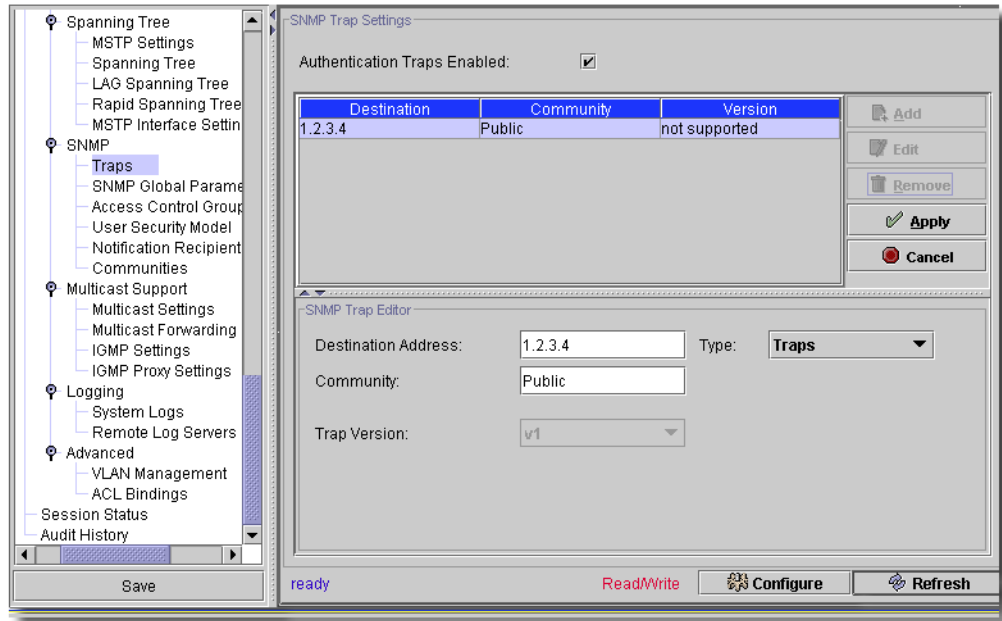 Spanning Tree
MSTP Settings
Spanning Tree
LAG Spanning Tree
Rapid Spanning Tree
MSTP Interface Settin
SNMP
Traps
SNMP Global Parame
Access Control Group
User Security Model
Notification Recipient
Communities
Multicast Support
Multicast Settings
Multicast Forwarding
IGMP Settings
IGMP Proxy Settings
Logging
System Logs
Remote Log Servers
Advanced
VLAN Management
ACL Bindings
Session Status
Audit History
Save
SNMP Trap Settings
Authentication Traps Enabled:
Destination Community Version
1.2.3.4 Public not supported
Add
Edit
Remove
Apply
Cancel
SNMP Trap Editor
Destination Address: 1.2.3.4 Type: Traps
Community: Public
Trap Version: v1
ready Read/Write Configure Refresh